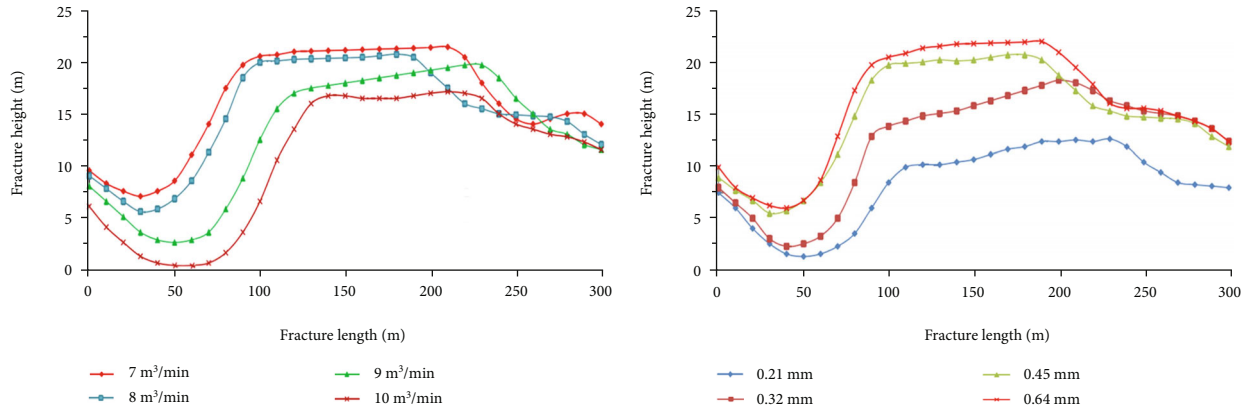 Fracture height (m)
25
20
15
10
5
0
0 50 100 150 200 250 300
Fracture length (m)
7 m³/min
8 m³/min
9 m³/min
10 m³/min
Fracture height (m)
25
20
15
10
5
0
0 50 100 150 200 250 300
Fracture length (m)
0.21 mm
0.32 mm
0.45 mm
0.64 mm